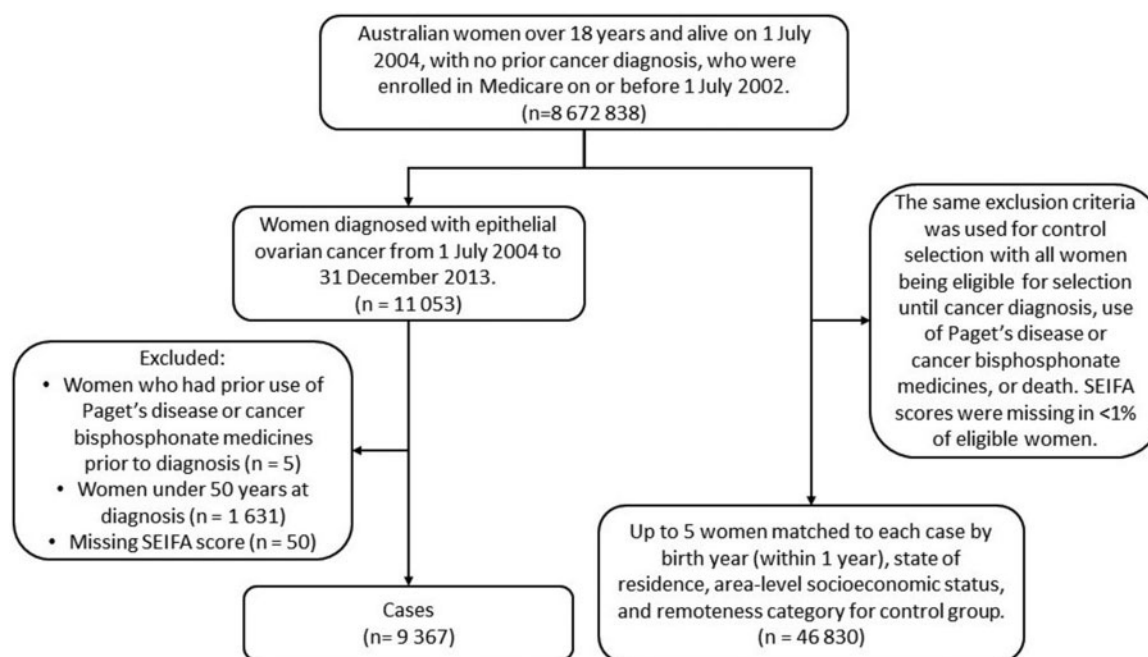 Australian women over 18 years and alive on 1 July
2004, with no prior cancer diagnosis, who were
enrolled in Medicare on or before 1 July 2002.
(n=8 672 838)
Women diagnosed with epithelial
ovarian cancer from 1 July 2004 to
31 December 2013.
(n = 11 053)
The same exclusion criteria
was used for control
selection with all women
being eligible for selection
until cancer diagnosis, use
of Paget's disease or
cancer bisphosphonate
medicines, or death. SEIFA
scores were missing in <1%
of eligible women.
Excluded:
• Women who had prior use of
Paget's disease or cancer
bisphosphonate medicines
prior to diagnosis (n = 5)
• Women under 50 years at
diagnosis (n = 1 631)
• Missing SEIFA score (n = 50)
Cases
(n= 9 367)
Up to 5 women matched to each case by
birth year (within 1 year), state of
residence, area-level socioeconomic status,
and remoteness category for control group.
(n = 46 830)